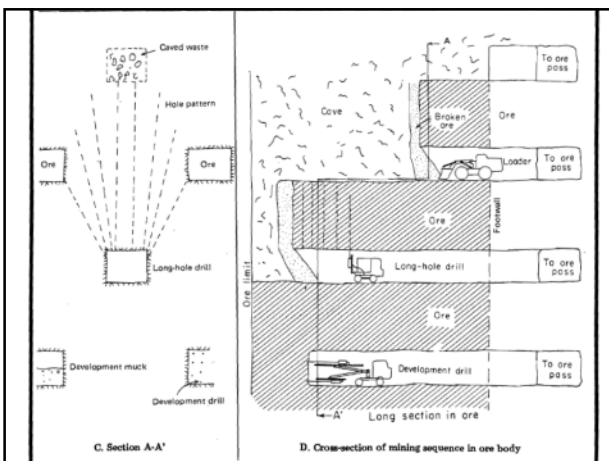 Caved waste
Hole pattern
Ore
Ore
Long-hole drill
Development muck
Development drill
C. Section A-A'
A
To ore
pass
Cave
Broken
ore
Ore
Loader
To ore
pass
Ore
Footwall
Ore limit
Long-hole drill
To ore
pass
Ore
Development drill
To ore
pass
A'
Long section in ore
D. Cross-section of mining sequence in ore body